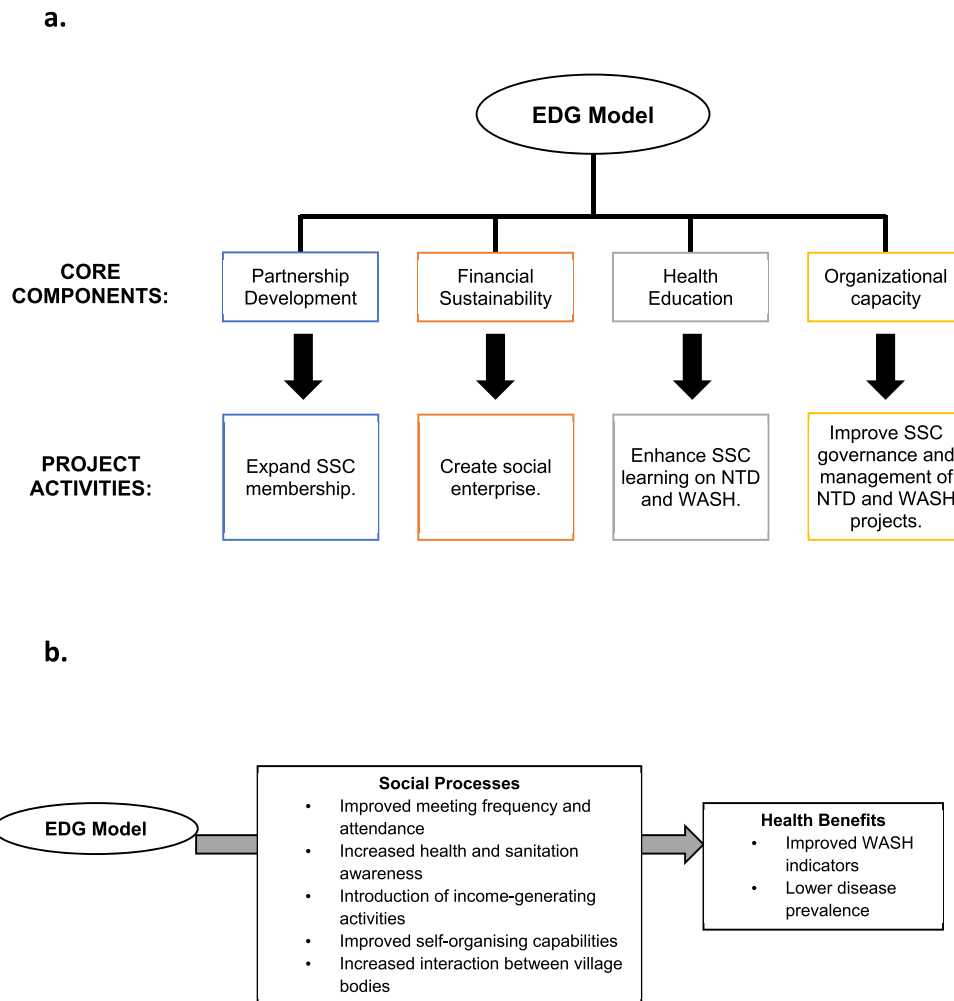 a.
EDG Model
CORE
COMPONENTS:
Partnership
Development
Financial
Sustainability
Health
Education
Organizational
capacity
PROJECT
ACTIVITIES:
Expand SSC
membership.
Create social
enterprise.
Enhance SSC
learning on NTD
and WASH.
Improve SSC
governance and
management of
NTD and WASH
projects.
b.
EDG Model
Social Processes
• Improved meeting frequency and
attendance
• Increased health and sanitation
awareness
• Introduction of income-generating
activities
• Improved self-organising capabilities
• Increased interaction between village
bodies
Health Benefits
• Improved WASH
indicators
• Lower disease
prevalence